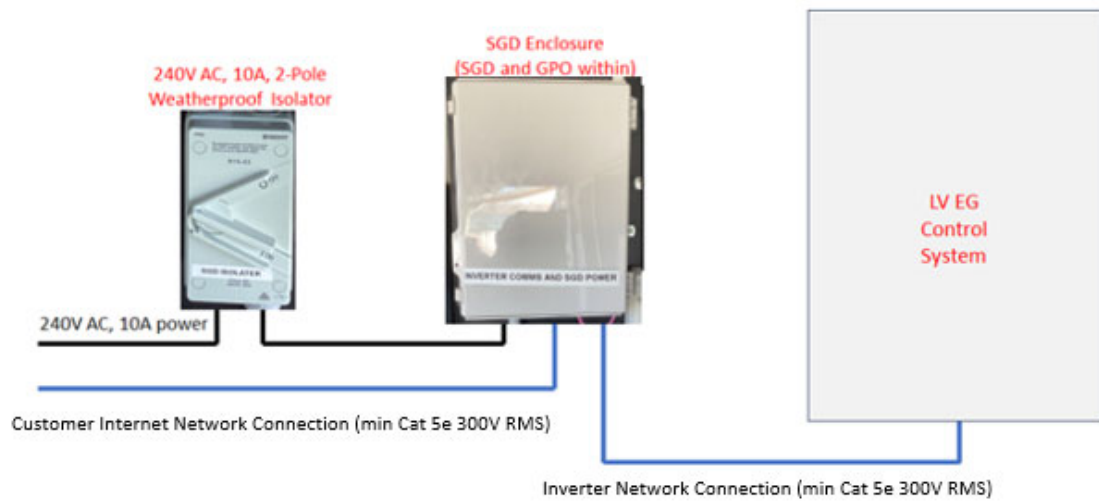 SGD Enclosure
(SGD and GPO within)
240V AC, 10A, 2-Pole
Weatherproof Isolator
SGD ISOLATER
INVERTER COMMS AND SGD POWER
LV EG
Control
System
240V AC, 10A power
Customer Internet Network Connection (min Cat 5e 300V RMS)
Inverter Network Connection (min Cat 5e 300V RMS)